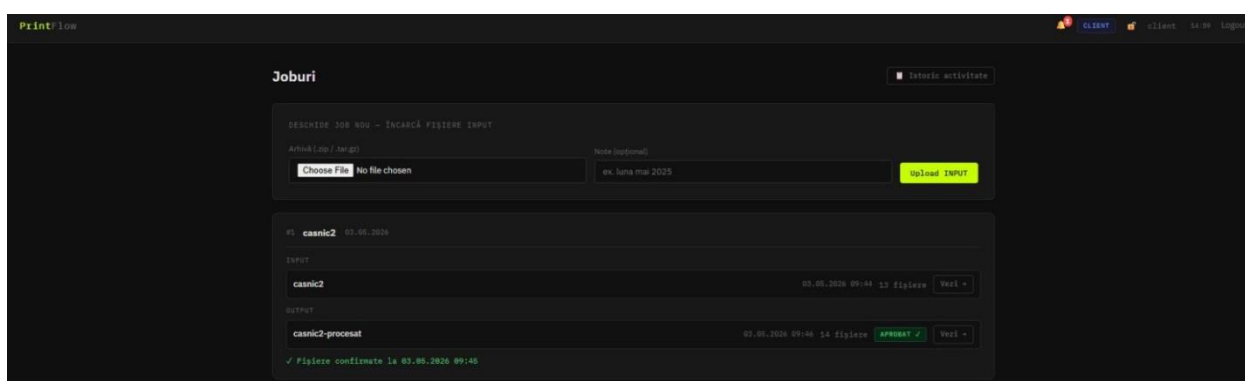 PrintFlow CLIENT client 14:59 Logou
Joburi Istoric activitate
DESCHIDE JOB NOU — ÎNCARCĂ FIȘIERE INPUT
Arhivă (.zip / .tar.gz) Note (opțional)
Choose File No file chosen ex. luna mai 2025 Upload INPUT
casnic2 03.05.2026
INPUT
casnic2 03.05.2026 09:44 13 fișiere Vezi →
OUTPUT
casnic2-procesat 03.05.2026 09:46 14 fișiere APROBAT ✓ Vezi →
✓ Fișiere confirmate la 03.05.2026 09:45